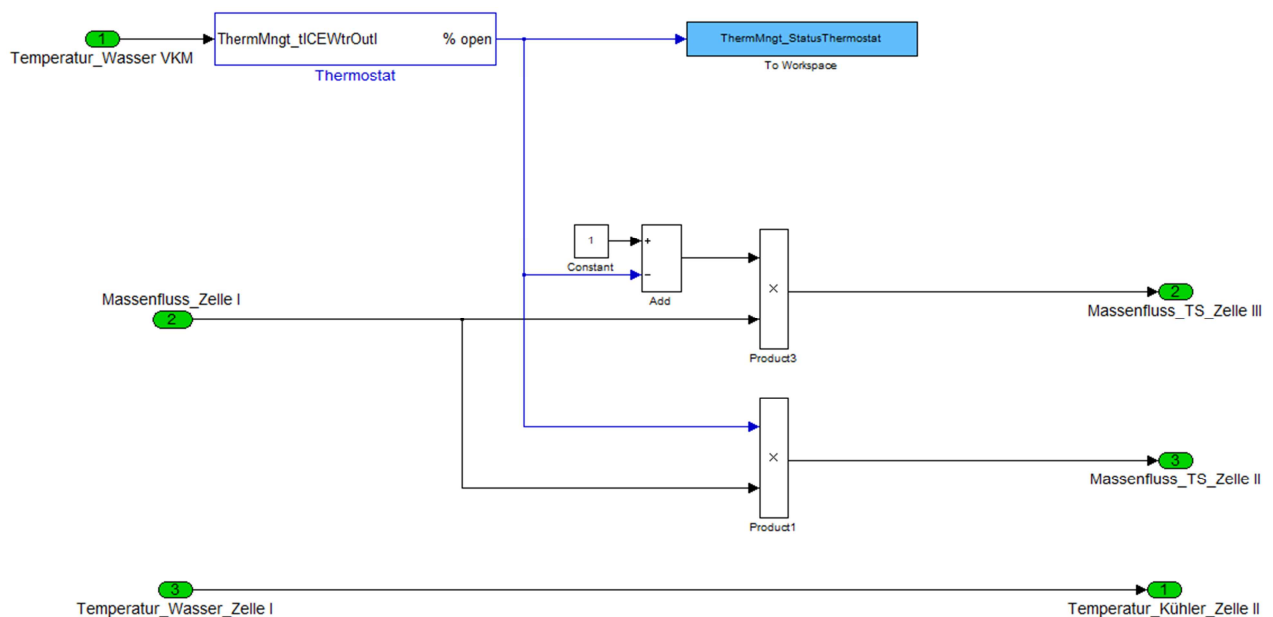 1
Temperatur_Wasser VKM
ThermMngt_tICEWtrOutI
% open
Thermostat
ThermMngt_StatusThermostat
To Workspace
1
Constant
+
−
Add
Massenfluss_Zelle I
2
×
Product3
2
Massenfluss_TS_Zelle III
×
Product1
3
Massenfluss_TS_Zelle II
3
Temperatur_Wasser_Zelle I
1
Temperatur_Kühler_Zelle II